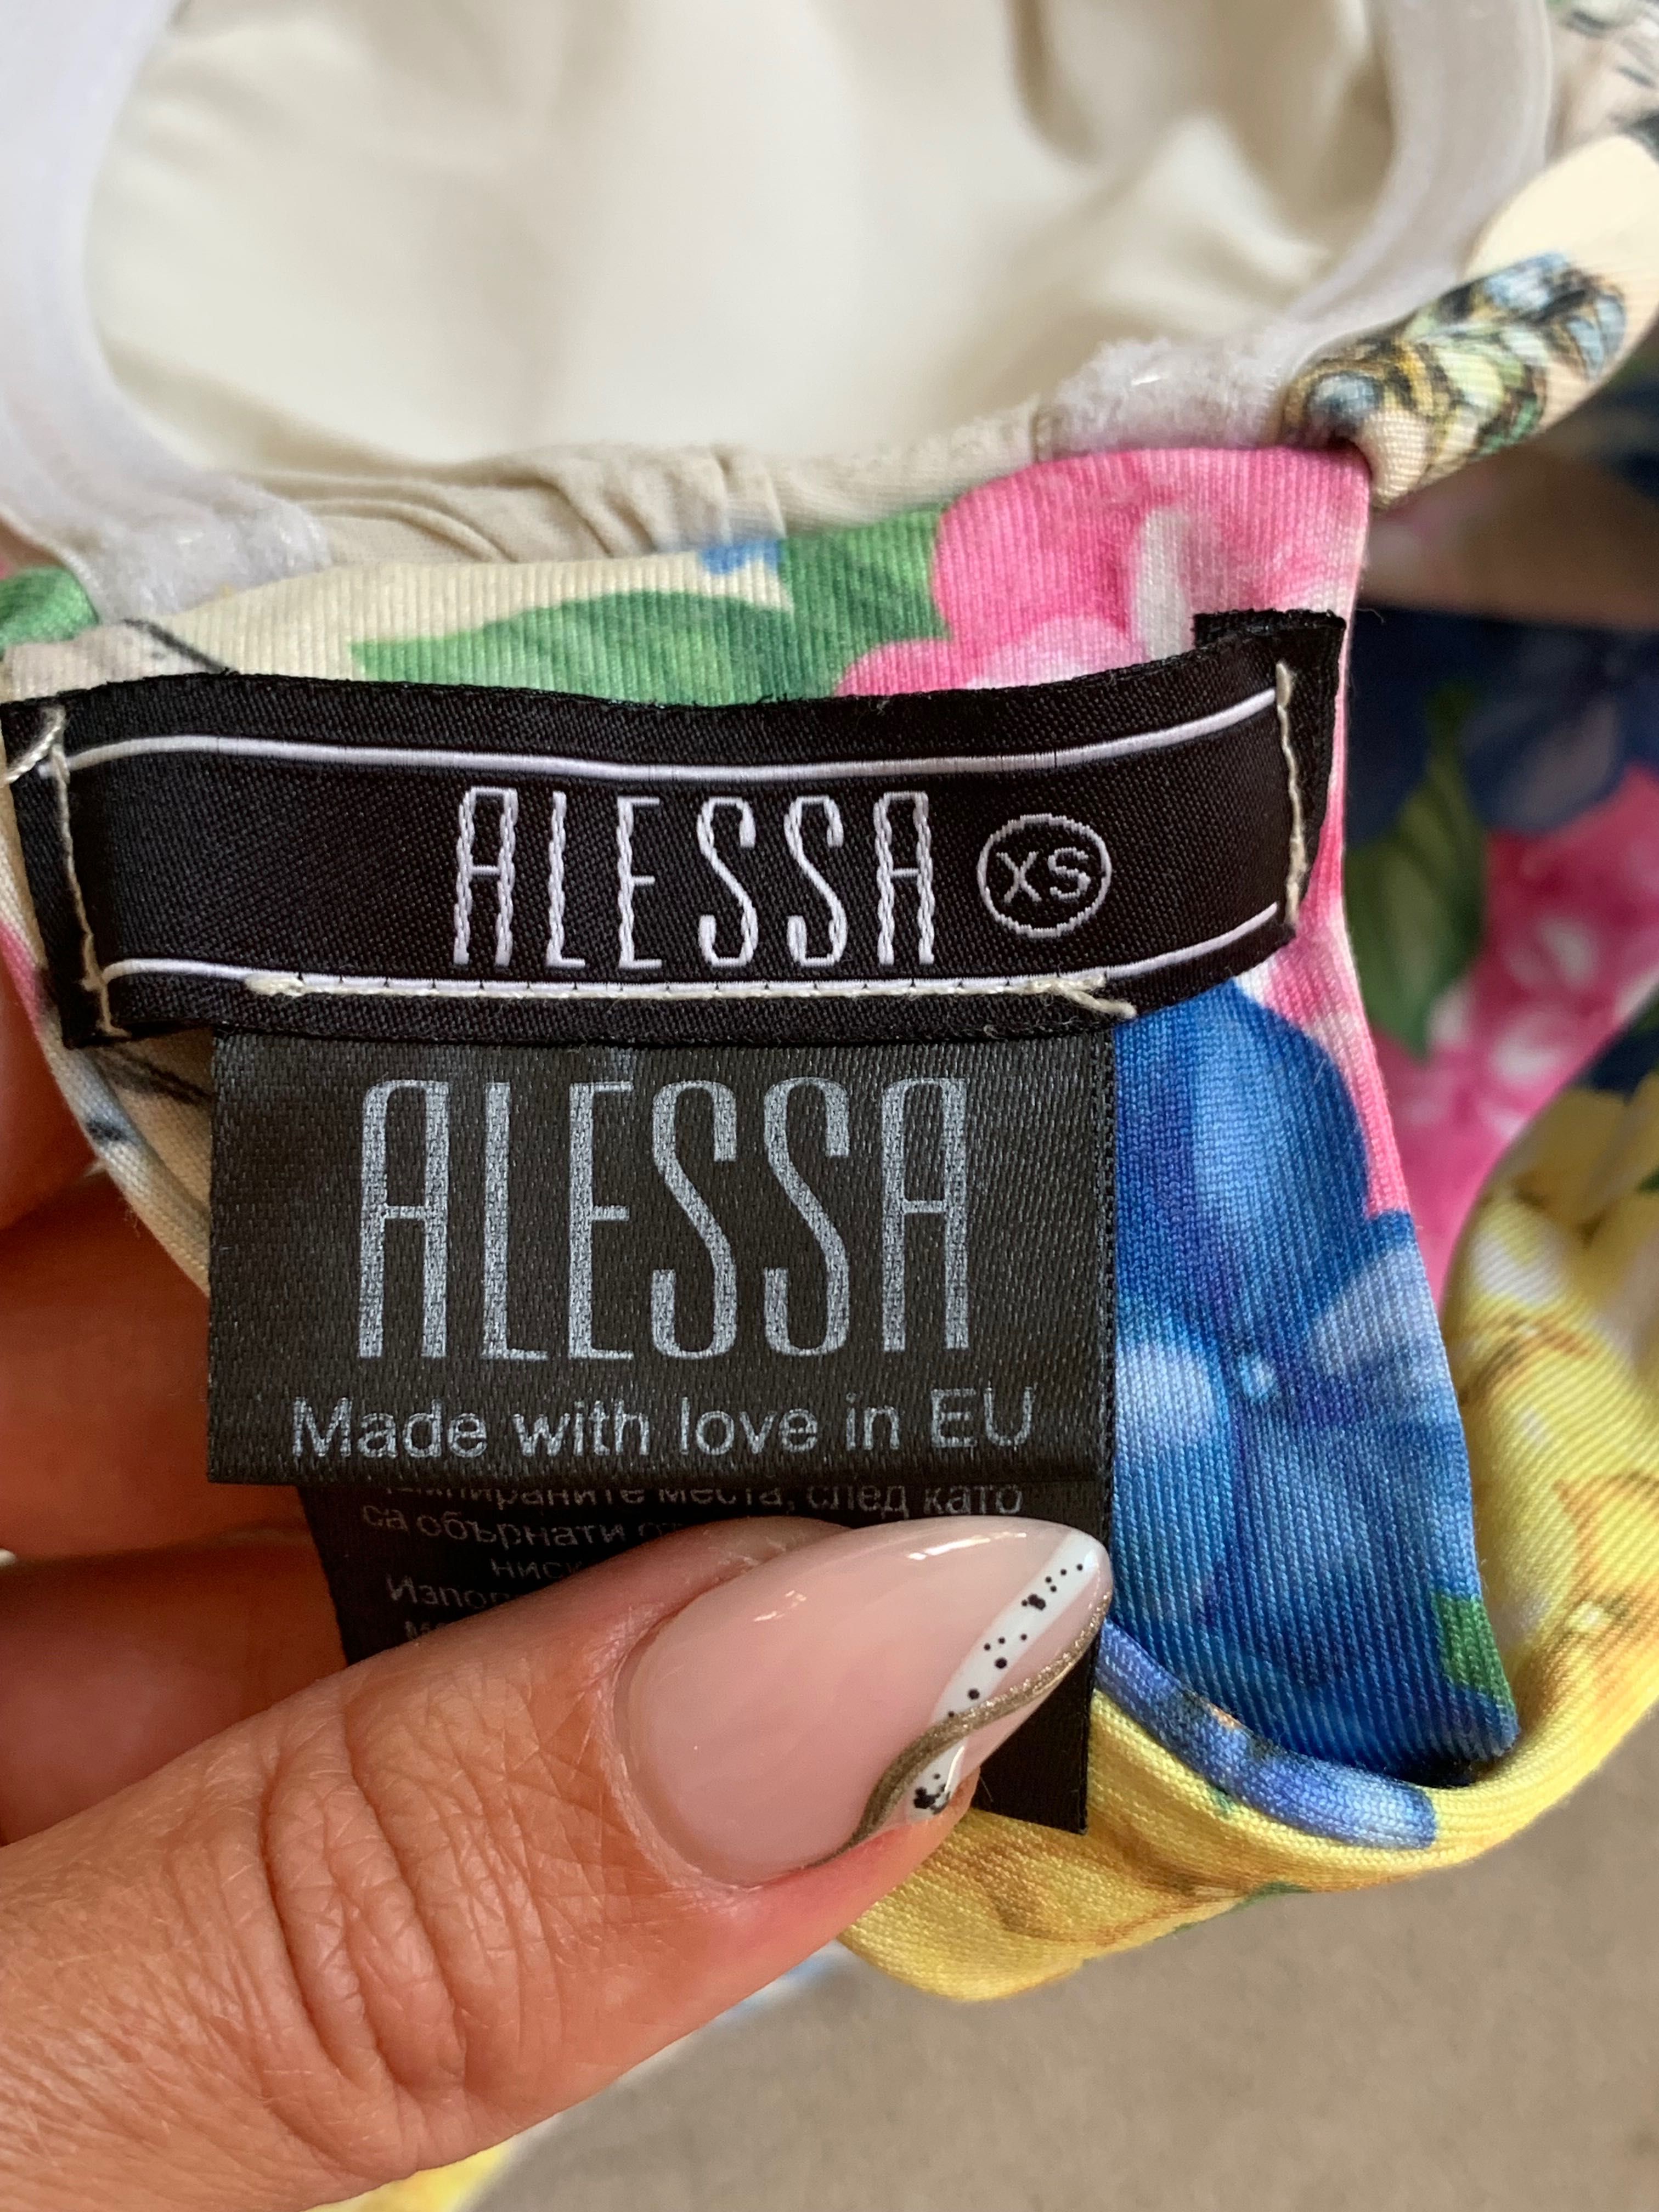 ALESSA XS
ALESSA
Made with love in EU
места, след като
са обърнати